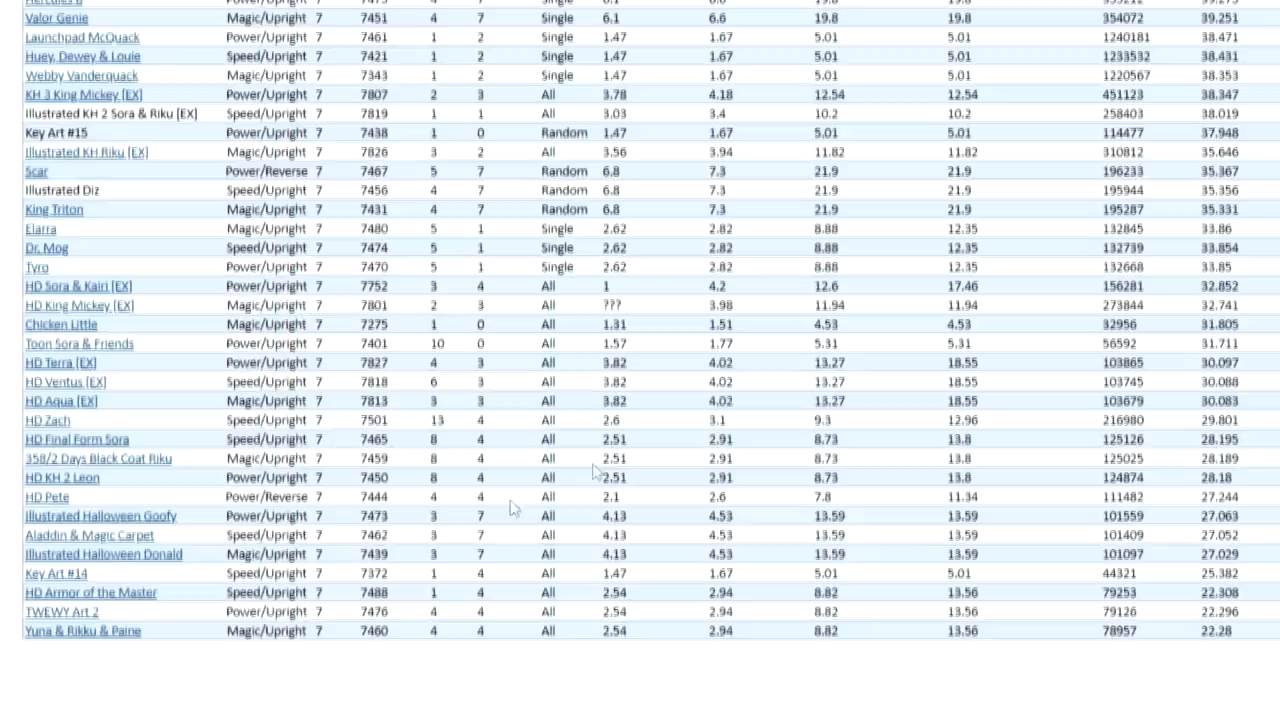 Valor Genie Magic/Upright 7 7451 4 7 Single 6.1 6.6 19.8 19.8 354072 39.251
Launchpad McQuack Power/Upright 7 7461 1 2 Single 1.47 1.67 5.01 5.01 1240181 38.471
Huey, Dewey & Louie Speed/Upright 7 7421 1 2 Single 1.47 1.67 5.01 5.01 1233532 38.431
Webby Vanderquack Magic/Upright 7 7343 1 2 Single 1.47 1.67 5.01 5.01 1220567 38.353
KH 3 King Mickey [EX] Power/Upright 7 7807 2 3 All 3.78 4.18 12.54 12.54 451123 38.347
Illustrated KH 2 Sora & Riku [EX] Speed/Upright 7 7819 1 1 All 3.03 3.4 10.2 10.2 258403 38.019
Key Art #15 Power/Upright 7 7438 1 0 Random 1.47 1.67 5.01 5.01 114477 37.948
Illustrated KH Riku [EX] Magic/Upright 7 7826 3 2 All 3.56 3.94 11.82 11.82 310812 35.646
Scar Power/Reverse 7 7467 5 7 Random 6.8 7.3 21.9 21.9 196233 35.367
Illustrated Diz Speed/Upright 7 7456 4 7 Random 6.8 7.3 21.9 21.9 195944 35.356
King Triton Magic/Upright 7 7431 4 7 Random 6.8 7.3 21.9 21.9 195287 35.331
Elarra Magic/Upright 7 7480 5 1 Single 2.62 2.82 8.88 12.35 132845 33.86
Dr. Mog Speed/Upright 7 7474 5 1 Single 2.62 2.82 8.88 12.35 132739 33.854
Tyro Power/Upright 7 7470 5 1 Single 2.62 2.82 8.88 12.35 132668 33.85
HD Sora & Kairi [EX] Power/Upright 7 7752 3 4 All 1 4.2 12.6 17.46 156281 32.852
HD King Mickey [EX] Magic/Upright 7 7801 2 3 All ??? 3.98 11.94 11.94 273844 32.741
Chicken Little Magic/Upright 7 7275 1 0 All 1.31 1.51 4.53 4.53 32956 31.805
Toon Sora & Friends Power/Upright 7 7401 10 0 All 1.57 1.77 5.31 5.31 56592 31.711
HD Terra [EX] Power/Upright 7 7827 4 3 All 3.82 4.02 13.27 18.55 103865 30.097
HD Ventus [EX] Speed/Upright 7 7818 6 3 All 3.82 4.02 13.27 18.55 103745 30.088
HD Aqua [EX] Magic/Upright 7 7813 3 3 All 3.82 4.02 13.27 18.55 103679 30.083
HD Zach Speed/Upright 7 7501 13 4 All 2.6 3.1 9.3 12.96 216980 29.801
HD Final Form Sora Speed/Upright 7 7465 8 4 All 2.51 2.91 8.73 13.8 125126 28.195
358/2 Days Black Coat Riku Magic/Upright 7 7459 8 4 All 2.51 2.91 8.73 13.8 125025 28.189
HD KH 2 Leon Power/Upright 7 7450 8 4 All 2.51 2.91 8.73 13.8 124874 28.18
HD Pete Power/Reverse 7 7444 4 4 All 2.1 2.6 7.8 11.34 111482 27.244
Illustrated Halloween Goofy Power/Upright 7 7473 3 7 All 4.13 4.53 13.59 13.59 101559 27.063
Aladdin & Magic Carpet Speed/Upright 7 7462 3 7 All 4.13 4.53 13.59 13.59 101409 27.052
Illustrated Halloween Donald Magic/Upright 7 7439 3 7 All 4.13 4.53 13.59 13.59 101097 27.029
Key Art #14 Speed/Upright 7 7372 1 4 All 1.47 1.67 5.01 5.01 44321 25.382
HD Armor of the Master Speed/Upright 7 7488 1 4 All 2.54 2.94 8.82 13.56 79253 22.308
TWEWY Art 2 Power/Upright 7 7476 4 4 All 2.54 2.94 8.82 13.56 79126 22.296
Yuna & Rikku & Paine Magic/Upright 7 7460 4 4 All 2.54 2.94 8.82 13.56 78957 22.28